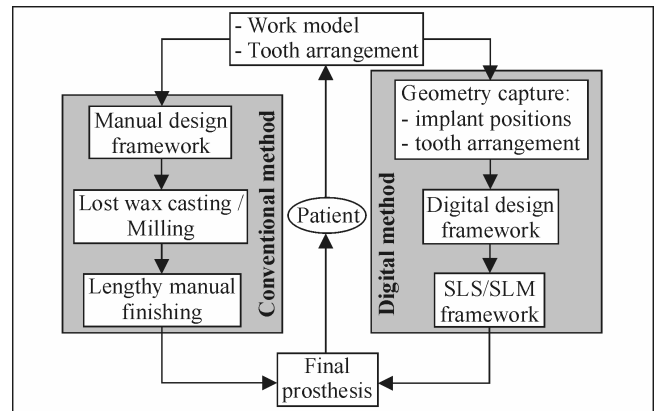 - Work model
- Tooth arrangement
Manual design
framework
Lost wax casting /
Milling
Lengthy manual
finishing
Conventional method
Patient
Digital method
Geometry capture:
- implant positions
- tooth arrangement
Digital design
framework
SLS/SLM
framework
Final
prosthesis